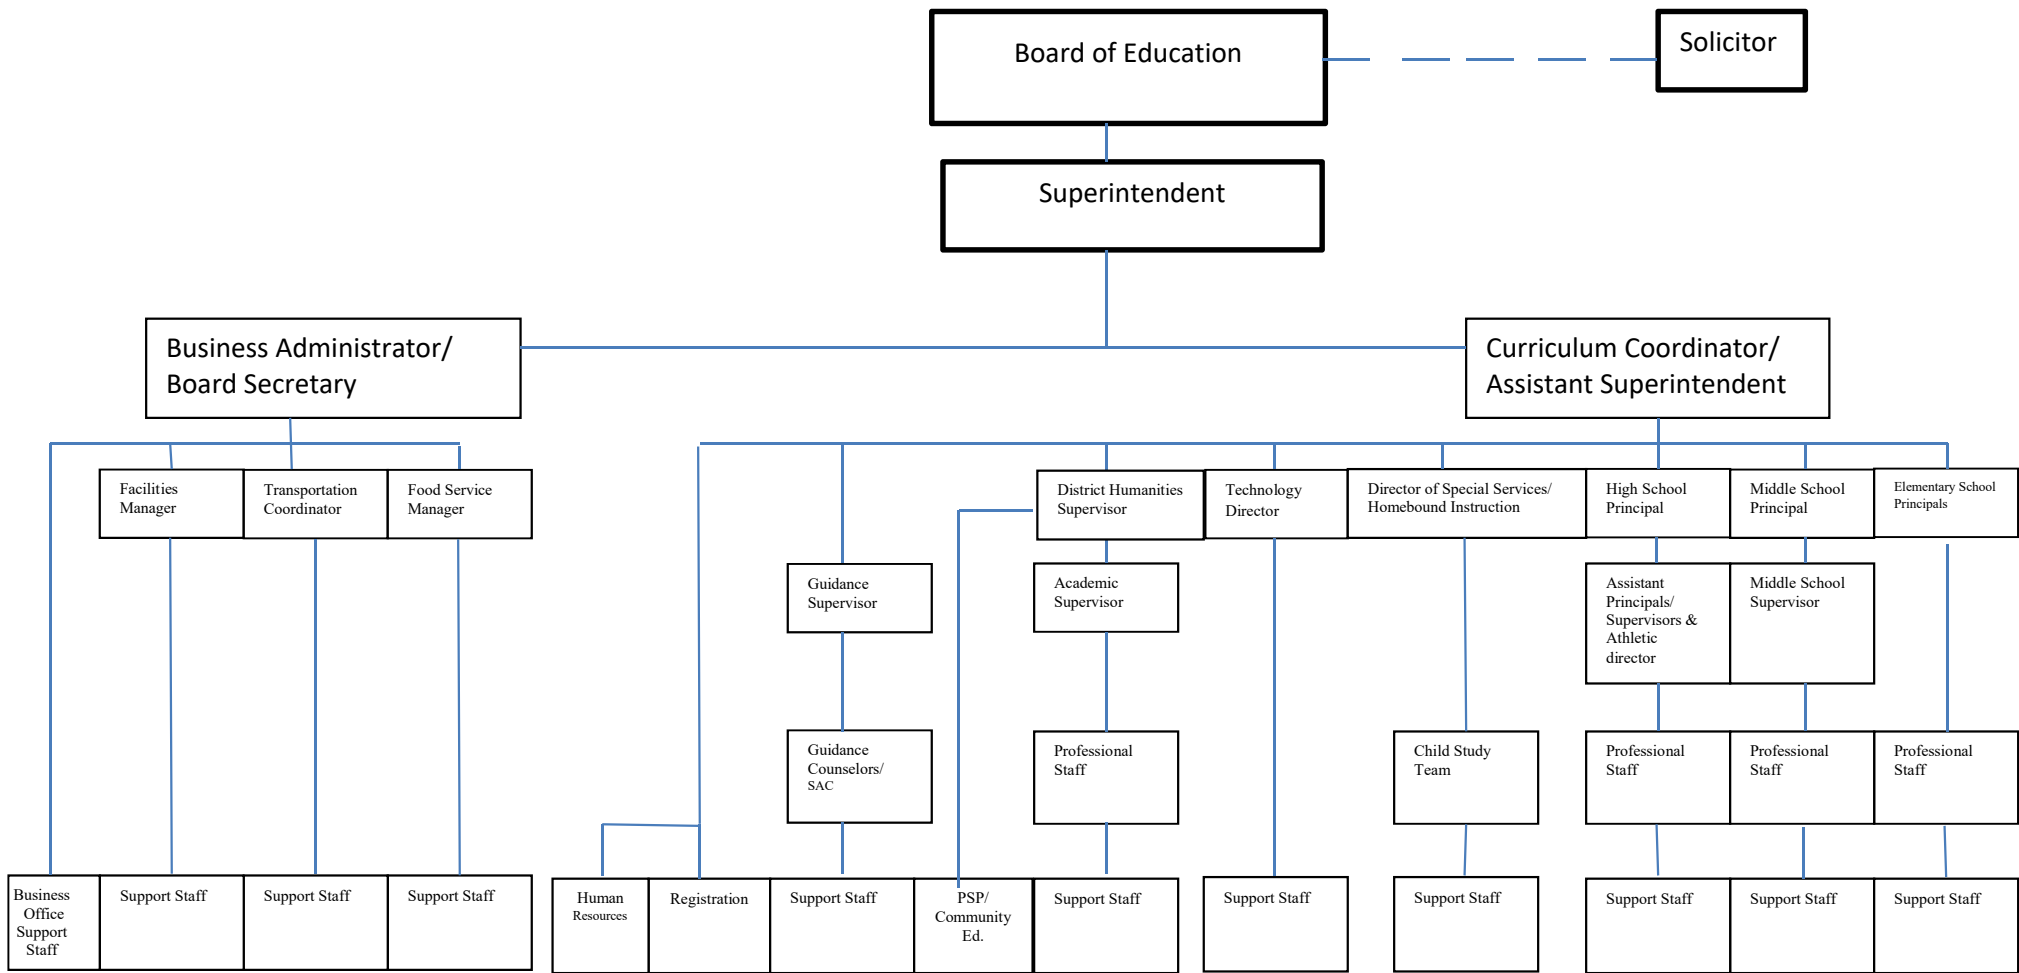 Board of Education
Solicitor
Superintendent
Business Administrator/
Board Secretary
Curriculum Coordinator/
Assistant Superintendent
Facilities
Manager
Transportation
Coordinator
Food Service
Manager
District Humanities
Supervisor
Technology
Director
Director of Special Services/
Homebound Instruction
High School
Principal
Middle School
Principal
Elementary School
Principals
Guidance
Supervisor
Academic
Supervisor
Assistant
Principals/
Supervisors &
Athletic
director
Middle School
Supervisor
Guidance
Counselors/
SAC
Professional
Staff
Child Study
Team
Professional
Staff
Professional
Staff
Professional
Staff
Business
Office
Support
Staff
Support Staff
Support Staff
Support Staff
Human
Resources
Registration
Support Staff
PSP/
Community
Ed.
Support Staff
Support Staff
Support Staff
Support Staff
Support Staff
Support Staff